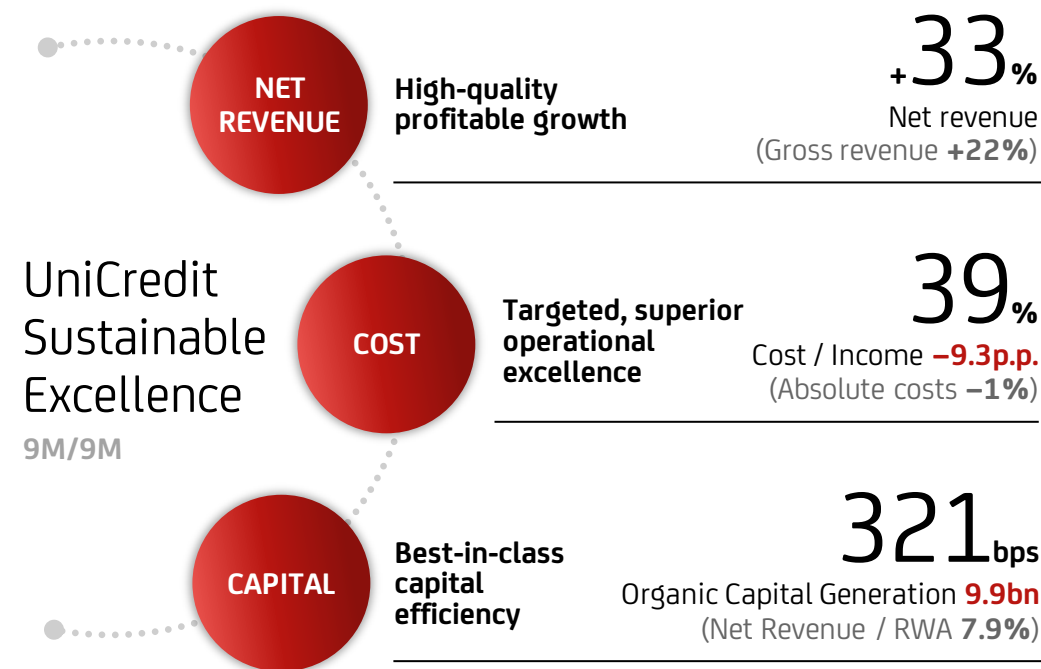 UniCredit
Sustainable
Excellence
9M/9M
NET
REVENUE
High-quality
profitable growth
+33%
Net revenue
(Gross revenue +22%)
COST
Targeted, superior
operational
excellence
39%
Cost / Income –9.3p.p.
(Absolute costs –1%)
CAPITAL
Best-in-class
capital
efficiency
321bps
Organic Capital Generation 9.9bn
(Net Revenue / RWA 7.9%)